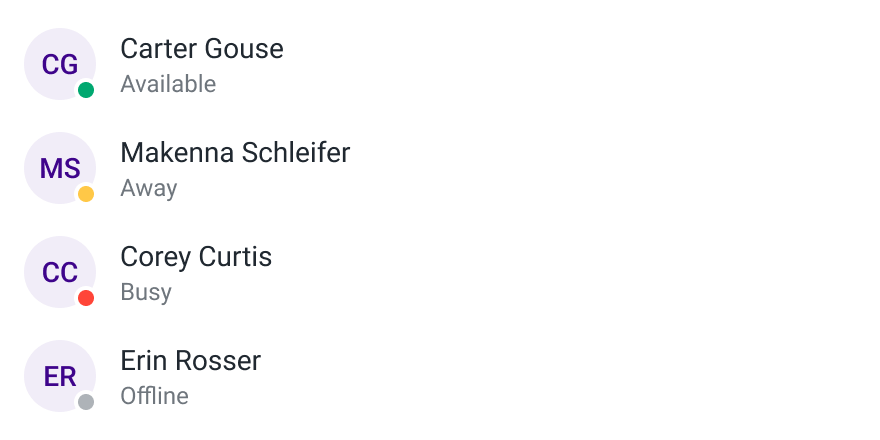 CG
Carter Gouse
Available
MS
Makenna Schleifer
Away
CC
Corey Curtis
Busy
ER
Erin Rosser
Offline